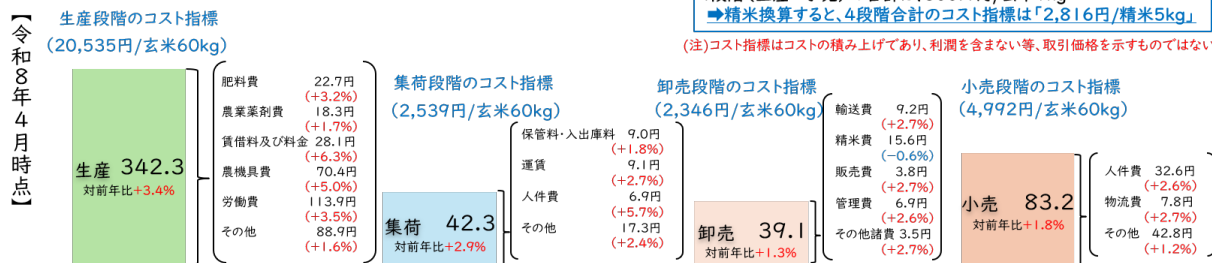 ➡精米換算すると、4段階合計のコスト指標は「2,816円/精米5kg」
(注)コスト指標はコストの積み上げであり、利潤を含まない等、取引価格を示すものではない
【令和8年4月時点】
生産段階のコスト指標
(20,535円/玄米60kg)
生産 342.3
対前年比+3.4%
肥料費 22.7円
(+3.2%)
農業薬剤費 18.3円
(+1.7%)
賃借料及び料金 28.1円
(+6.3%)
農機具費 70.4円
(+5.0%)
労働費 113.9円
(+3.5%)
その他 88.9円
(+1.6%)
集荷段階のコスト指標
(2,539円/玄米60kg)
集荷 42.3
対前年比+2.9%
保管料・入出庫料 9.0円
(+1.8%)
運賃 9.1円
(+2.7%)
人件費 6.9円
(+5.7%)
その他 17.3円
(+2.4%)
卸売段階のコスト指標
(2,346円/玄米60kg)
卸売 39.1
対前年比+1.3%
輸送費 9.2円
(+2.7%)
精米費 15.6円
(-0.6%)
販売費 3.8円
(+2.7%)
管理費 6.9円
(+2.6%)
その他諸費 3.5円
(+2.7%)
小売段階のコスト指標
(4,992円/玄米60kg)
小売 83.2
対前年比+1.8%
人件費 32.6円
(+2.6%)
物流費 7.8円
(+2.7%)
その他 42.8円
(+1.2%)